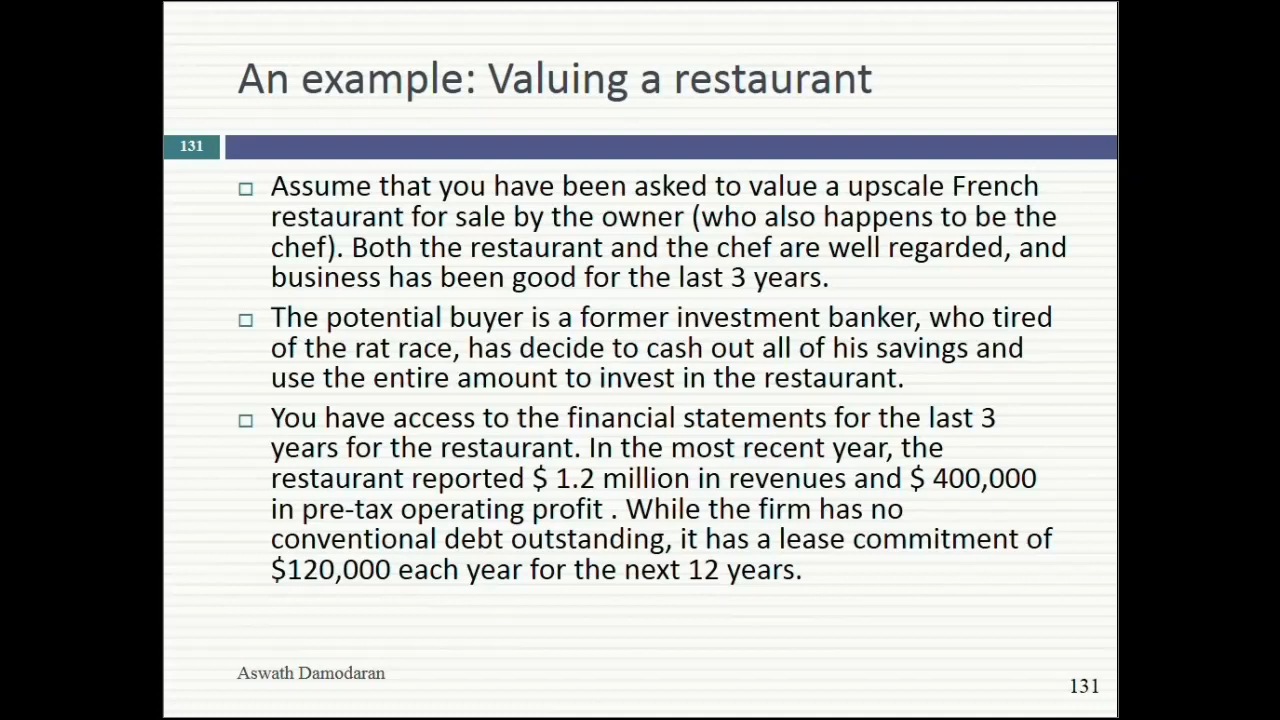 An example: Valuing a restaurant
131
Assume that you have been asked to value a upscale French
restaurant for sale by the owner (who also happens to be the
chef). Both the restaurant and the chef are well regarded, and
business has been good for the last 3 years.
The potential buyer is a former investment banker, who tired
of the rat race, has decide to cash out all of his savings and
use the entire amount to invest in the restaurant.
You have access to the financial statements for the last 3
years for the restaurant. In the most recent year, the
restaurant reported $ 1.2 million in revenues and $ 400,000
in pre-tax operating profit . While the firm has no
conventional debt outstanding, it has a lease commitment of
$120,000 each year for the next 12 years.
Aswath Damodaran
131